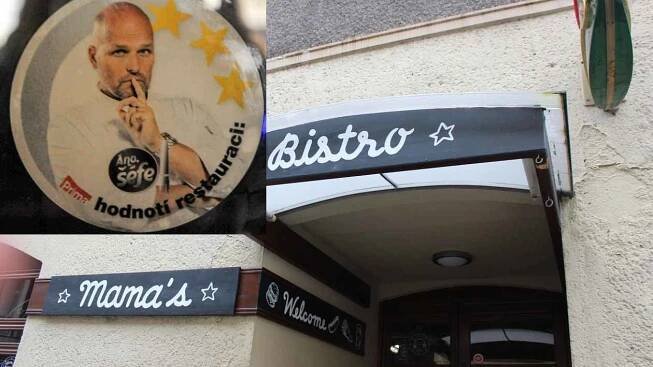 Ano,
šéfe
Prima
hodnotí restauraci:
Bistro
Mama's
Welcome